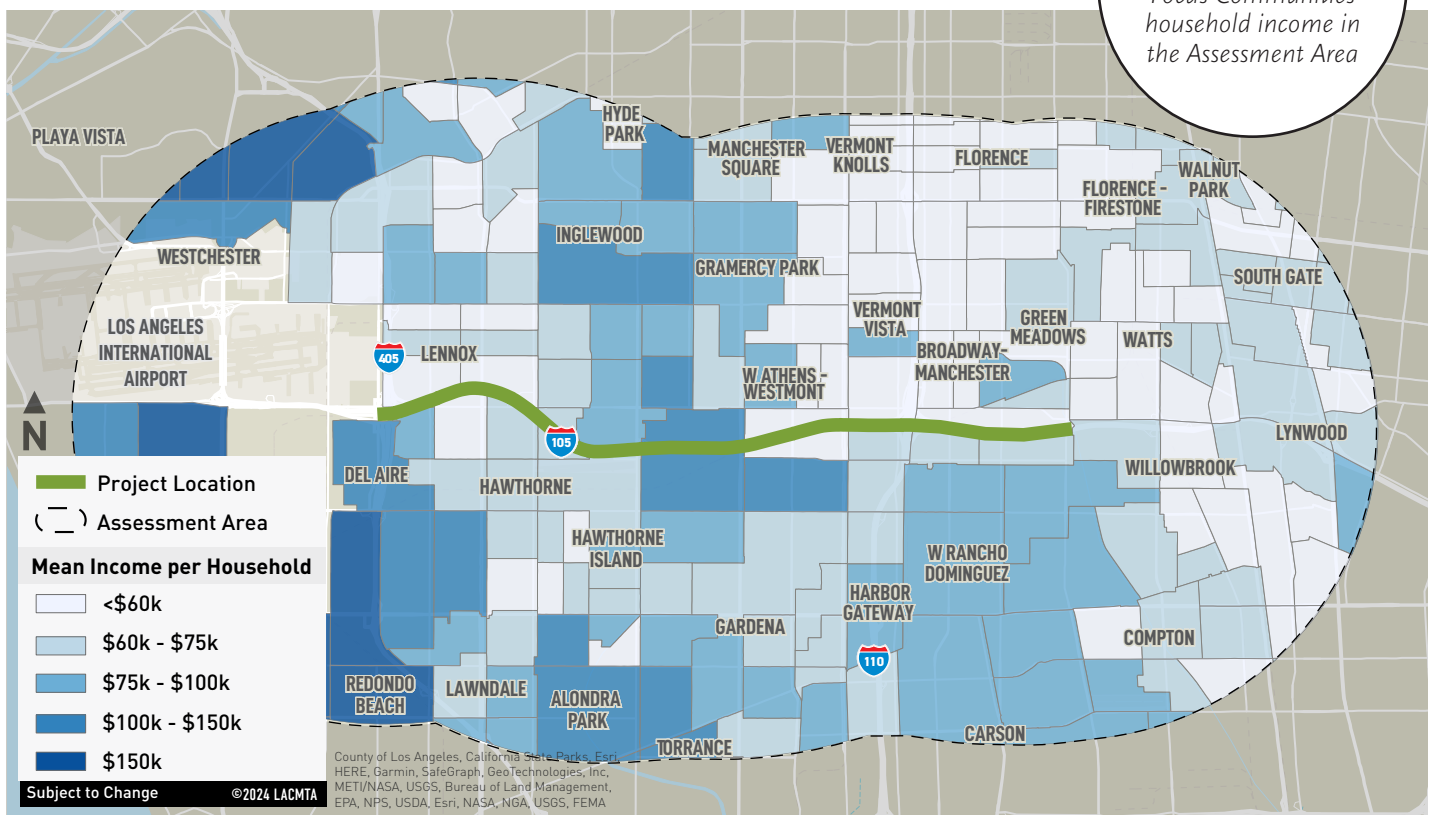 household income in
the Assessment Area
PLAYA VISTA
HYDE
PARK
MANCHESTER
SQUARE
VERMONT
KNOLLS
FLORENCE
WALNUT
PARK
FLORENCE -
FIRESTONE
WESTCHESTER
INGLEWOOD
GRAMERCY PARK
SOUTH GATE
LOS ANGELES
INTERNATIONAL
AIRPORT
405
LENNOX
VERMONT
VISTA
GREEN
MEADOWS
WATTS
BROADWAY-
MANCHESTER
W ATHENS -
WESTMONT
N
105
LYNWOOD
DEL AIRE
HAWTHORNE
WILLOWBROOK
HAWTHORNE
ISLAND
W RANCHO
DOMINGUEZ
HARBOR
GATEWAY
GARDENA
COMPTON
110
REDONDO
BEACH
LAWNDALE
ALONDRA
PARK
TORRANCE
CARSON
Project Location
Assessment Area
Mean Income per Household
<$60k
$60k - $75k
$75k - $100k
$100k - $150k
$150k
Subject to Change ©2024 LACMTA
County of Los Angeles, California State Parks, Esri,
HERE, Garmin, SafeGraph, GeoTechnologies, Inc,
METI/NASA, USGS, Bureau of Land Management,
EPA, NPS, USDA, Esri, NASA, NGA, USGS, FEMA